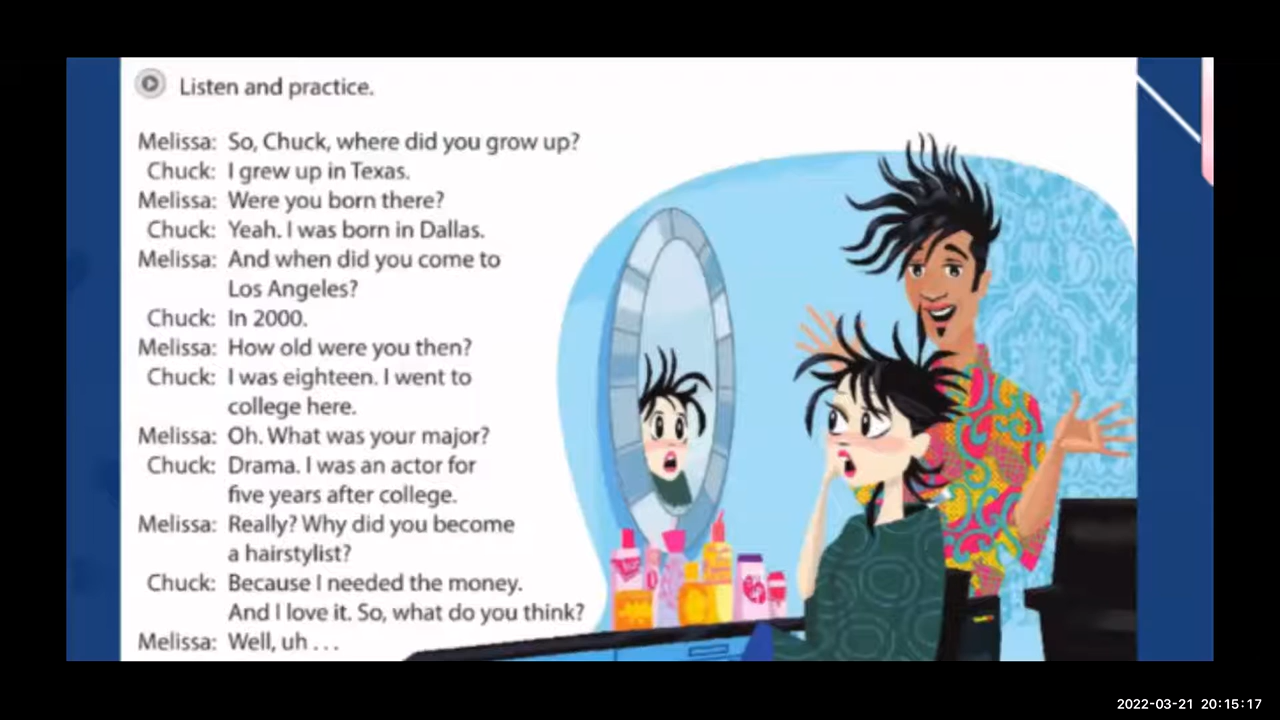 Listen and practice.
Melissa: So, Chuck, where did you grow up?
Chuck: I grew up in Texas.
Melissa: Were you born there?
Chuck: Yeah. I was born in Dallas.
Melissa: And when did you come to
Los Angeles?
Chuck: In 2000.
Melissa: How old were you then?
Chuck: I was eighteen. I went to
college here.
Melissa: Oh. What was your major?
Chuck: Drama. I was an actor for
five years after college.
Melissa: Really? Why did you become
a hairstylist?
Chuck: Because I needed the money.
And I love it. So, what do you think?
Melissa: Well, uh . . .
2022-03-21 20:15:17